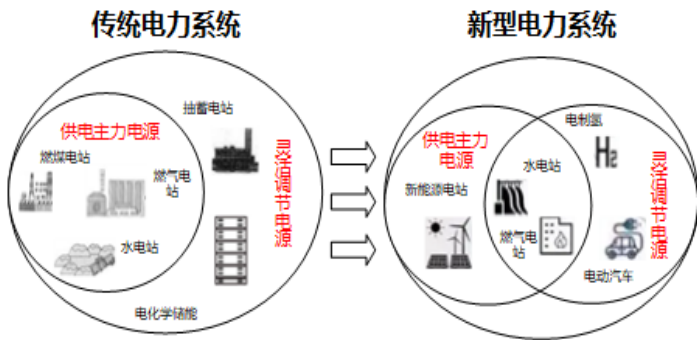 传统电力系统
新型电力系统
抽蓄电站
供电主力电源
燃煤电站
燃气电
站
水电站
灵活调节电源
电化学储能
电制氢
H2
供电主力
电源
水电站
新能源电站
燃气电
站
灵活调节电源
电动汽车